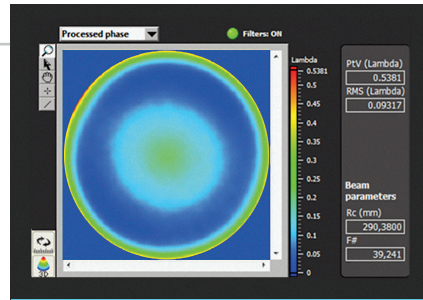 Processed phase
Filters: ON
Lambda
0.5381
0.5
0.45
0.4
0.35
0.3
0.25
0.2
0.15
0.1
0.05
0
PtV (Lambda)
0.5381
RMS (Lambda)
0.09317
Beam
parameters
Rc (mm)
290,3800
F#
39,241
3D